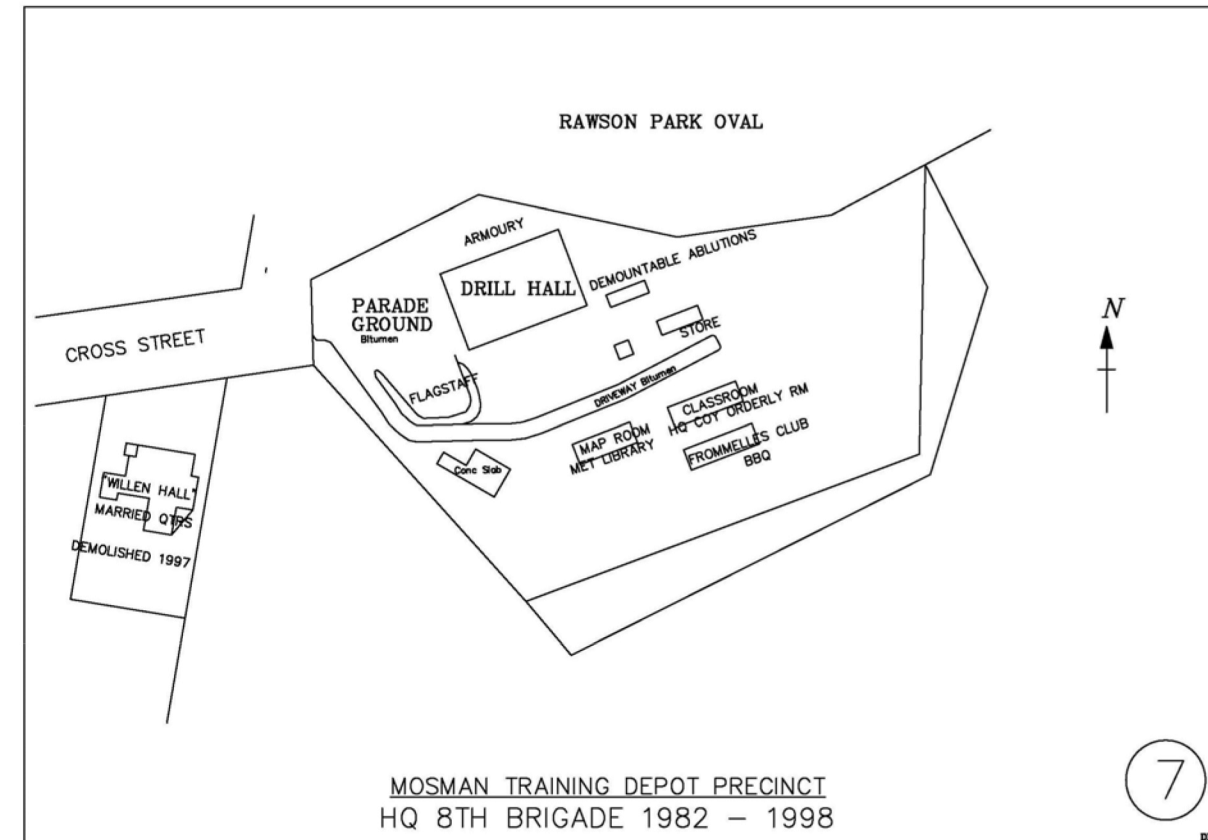 RAWSON PARK OVAL
ARMOURY
DRILL HALL
DEMOUNTABLE ABLUTIONS
PARADE
GROUND
Bitumen
STORE
CROSS STREET
FLAGSTAFF
DRIVEWAY Bitumen
CLASSROOM
HQ COY ORDERLY RM
MAP ROOM
MET LIBRARY
FROMMELLES CLUB
BBQ
Conc Slab
"WILLEN HALL"
MARRIED QTRS
DEMOLISHED 1997
N
MOSMAN TRAINING DEPOT PRECINCT
HQ 8TH BRIGADE 1982 – 1998
7